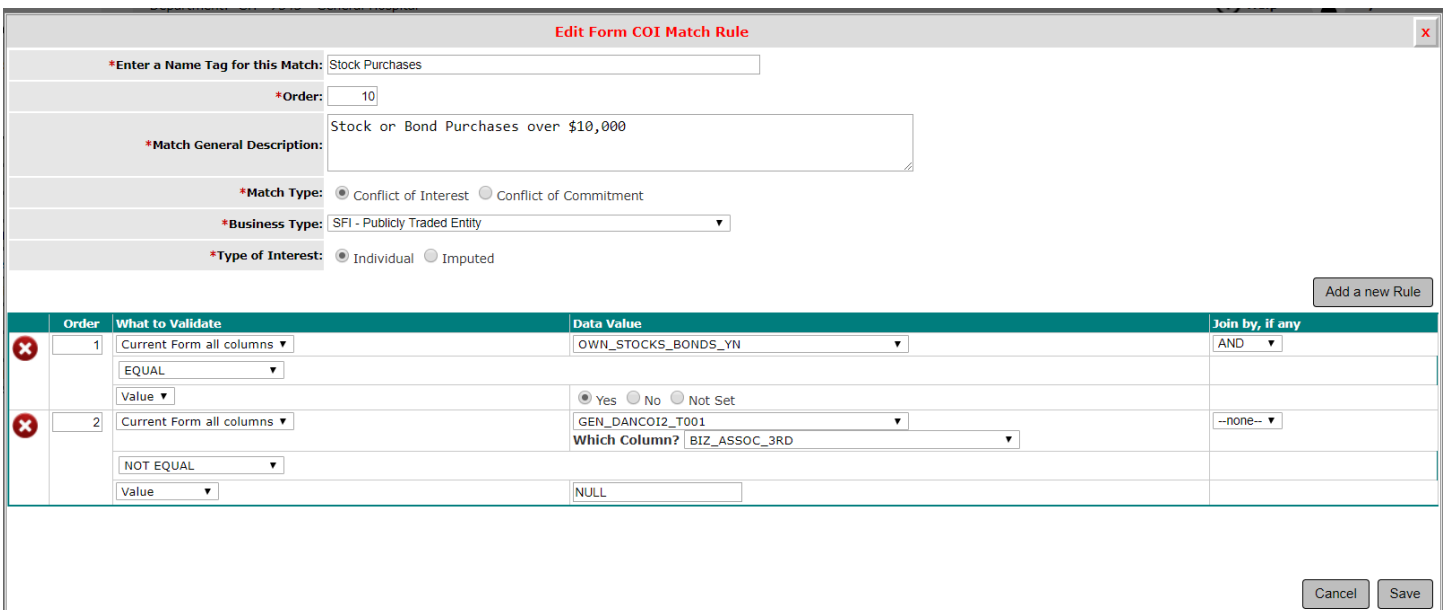 Edit Form COI Match Rule
X
*Enter a Name Tag for this Match: Stock Purchases
*Order: 10
*Match General Description: Stock or Bond Purchases over $10,000
*Match Type: Conflict of Interest Conflict of Commitment
*Business Type: SFI - Publicly Traded Entity
*Type of Interest: Individual Imputed
Add a new Rule
Order What to Validate Data Value Join by, if any
1 Current Form all columns OWN_STOCKS_BONDS_YN AND
EQUAL
Value Yes No Not Set
2 Current Form all columns GEN_DANCOI2_T001 --none--
Which Column? BIZ_ASSOC_3RD
NOT EQUAL
Value NULL
Cancel Save